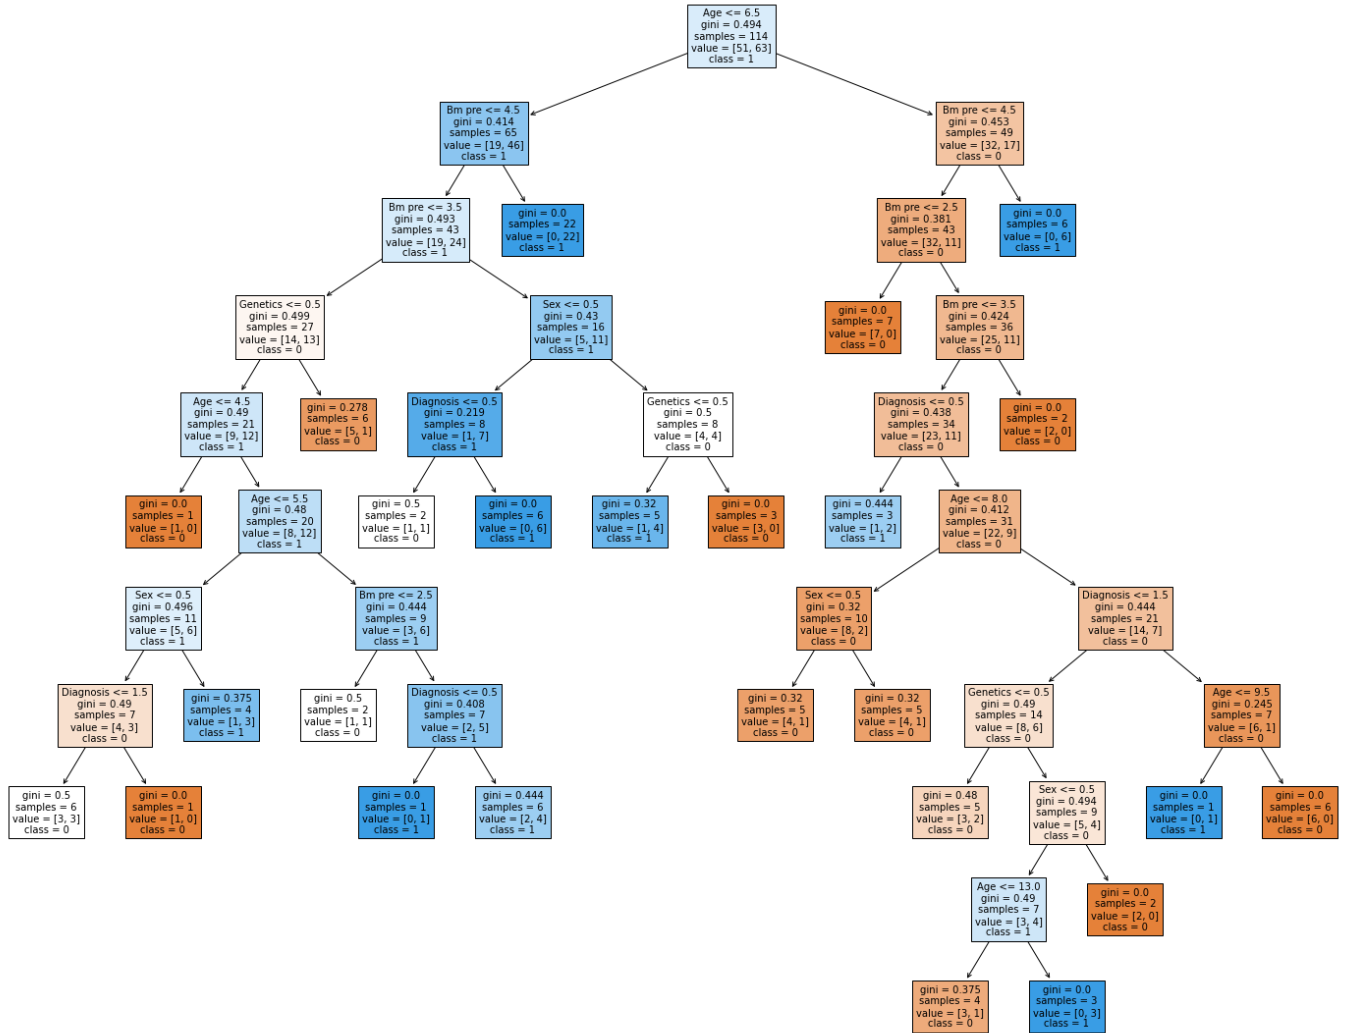 Age <= 6.5
gini = 0.494
samples = 114
value = [51, 63]
class = 1
Bm pre <= 4.5
gini = 0.414
samples = 65
value = [19, 46]
class = 1
Bm pre <= 4.5
gini = 0.453
samples = 49
value = [32, 17]
class = 0
Bm pre <= 3.5
gini = 0.493
samples = 43
value = [19, 24]
class = 1
gini = 0.0
samples = 22
value = [0, 22]
class = 1
Bm pre <= 2.5
gini = 0.381
samples = 43
value = [32, 11]
class = 0
gini = 0.0
samples = 6
value = [0, 6]
class = 1
Genetics <= 0.5
gini = 0.499
samples = 27
value = [14, 13]
class = 0
Sex <= 0.5
gini = 0.43
samples = 16
value = [5, 11]
class = 1
gini = 0.0
samples = 7
value = [7, 0]
class = 0
Bm pre <= 3.5
gini = 0.424
samples = 36
value = [25, 11]
class = 0
Age <= 4.5
gini = 0.49
samples = 21
value = [9, 12]
class = 1
gini = 0.278
samples = 6
value = [5, 1]
class = 0
Diagnosis <= 0.5
gini = 0.219
samples = 8
value = [1, 7]
class = 1
Genetics <= 0.5
gini = 0.5
samples = 8
value = [4, 4]
class = 0
Diagnosis <= 0.5
gini = 0.438
samples = 34
value = [23, 11]
class = 0
gini = 0.0
samples = 2
value = [2, 0]
class = 0
gini = 0.0
samples = 1
value = [1, 0]
class = 0
Age <= 5.5
gini = 0.48
samples = 20
value = [8, 12]
class = 1
gini = 0.5
samples = 2
value = [1, 1]
class = 0
gini = 0.0
samples = 6
value = [0, 6]
class = 1
gini = 0.32
samples = 5
value = [1, 4]
class = 1
gini = 0.0
samples = 3
value = [3, 0]
class = 0
gini = 0.444
samples = 3
value = [1, 2]
class = 1
Age <= 8.0
gini = 0.412
samples = 31
value = [22, 9]
class = 0
Sex <= 0.5
gini = 0.496
samples = 11
value = [5, 6]
class = 1
Bm pre <= 2.5
gini = 0.444
samples = 9
value = [3, 6]
class = 1
Sex <= 0.5
gini = 0.32
samples = 10
value = [8, 2]
class = 0
Diagnosis <= 1.5
gini = 0.444
samples = 21
value = [14, 7]
class = 0
Diagnosis <= 1.5
gini = 0.49
samples = 7
value = [4, 3]
class = 0
gini = 0.375
samples = 4
value = [1, 3]
class = 1
gini = 0.5
samples = 2
value = [1, 1]
class = 0
Diagnosis <= 0.5
gini = 0.408
samples = 7
value = [2, 5]
class = 1
gini = 0.32
samples = 5
value = [4, 1]
class = 0
gini = 0.32
samples = 5
value = [4, 1]
class = 0
Genetics <= 0.5
gini = 0.49
samples = 14
value = [8, 6]
class = 0
Age <= 9.5
gini = 0.245
samples = 7
value = [6, 1]
class = 0
gini = 0.5
samples = 6
value = [3, 3]
class = 0
gini = 0.0
samples = 1
value = [1, 0]
class = 0
gini = 0.0
samples = 1
value = [0, 1]
class = 1
gini = 0.444
samples = 6
value = [2, 4]
class = 1
gini = 0.48
samples = 5
value = [3, 2]
class = 0
Sex <= 0.5
gini = 0.494
samples = 9
value = [5, 4]
class = 0
gini = 0.0
samples = 1
value = [0, 1]
class = 1
gini = 0.0
samples = 6
value = [6, 0]
class = 0
Age <= 13.0
gini = 0.49
samples = 7
value = [3, 4]
class = 1
gini = 0.0
samples = 2
value = [2, 0]
class = 0
gini = 0.375
samples = 4
value = [3, 1]
class = 0
gini = 0.0
samples = 3
value = [0, 3]
class = 1